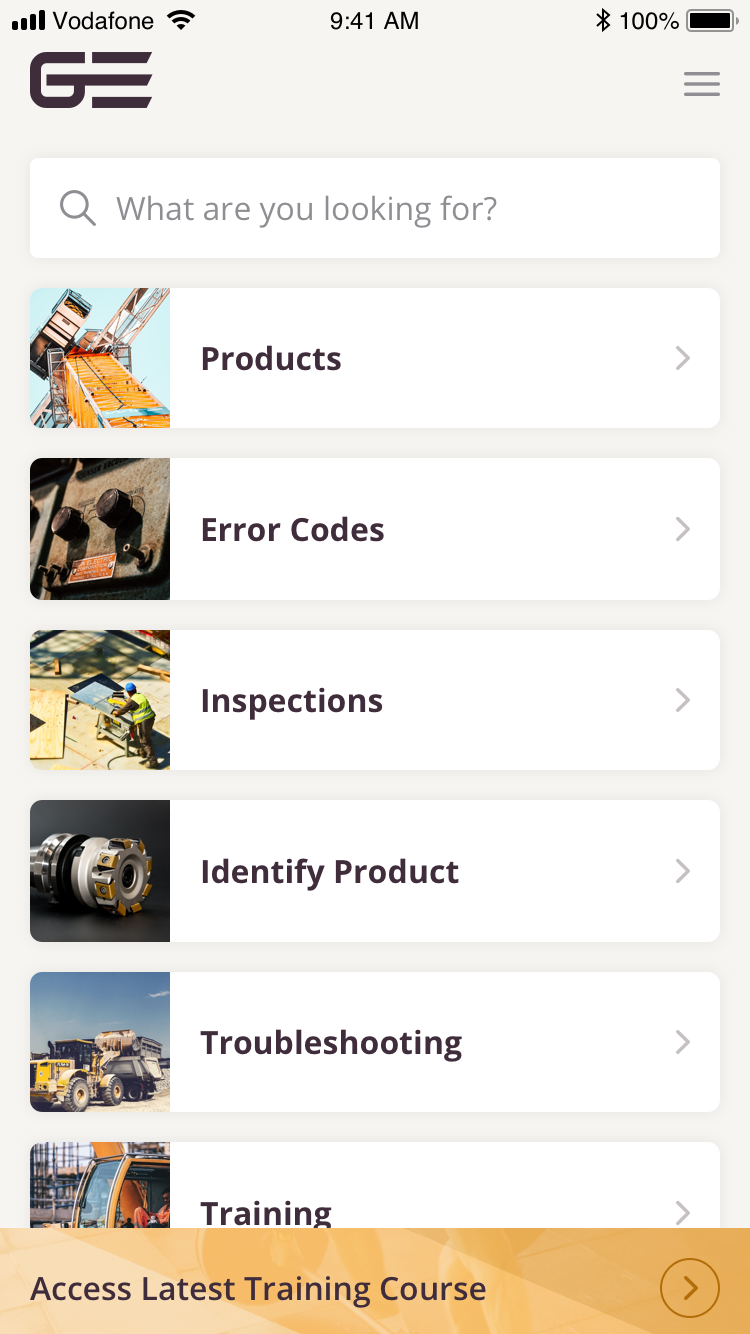 Vodafone 9:41 AM 100%
GE
What are you looking for?
Products
Error Codes
Inspections
Identify Product
Troubleshooting
Training
Access Latest Training Course